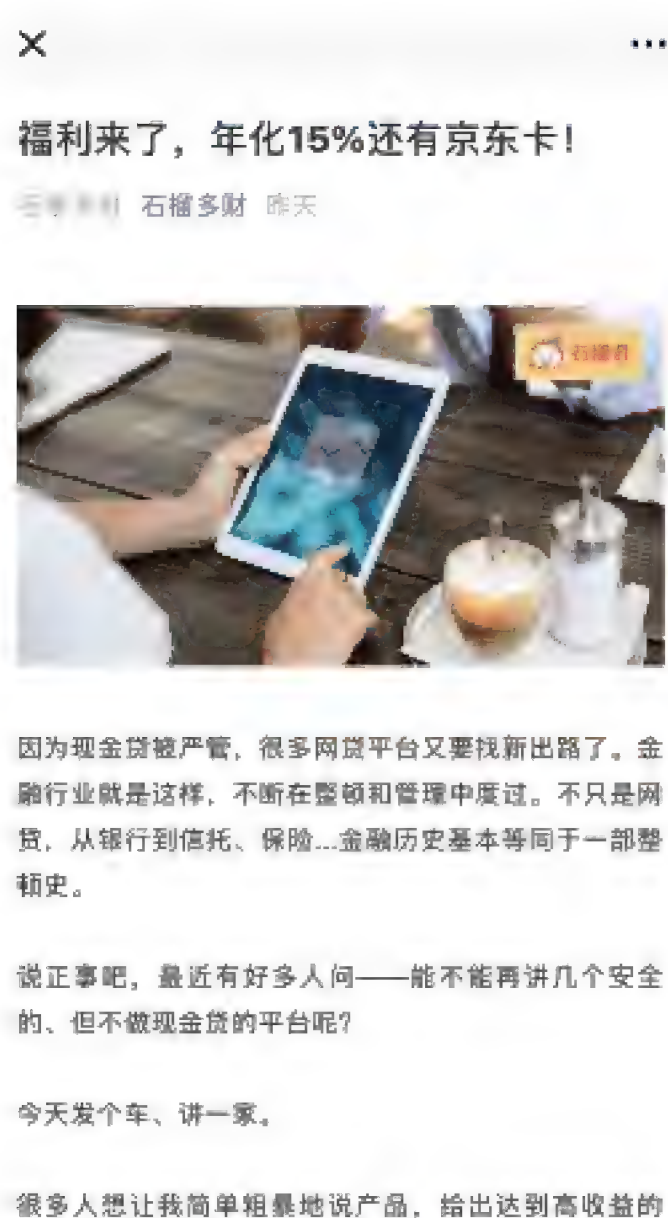 福利来了，年化15%还有京东卡！
石榴多财 昨天
因为现金贷被严管，很多网贷平台又要找新出路了。金
融行业就是这样，不断在整顿和管理中度过。不只是网
贷，从银行到信托、保险...金融历史基本等同于一部整
顿史。
说正事吧，最近有好多人问——能不能再讲几个安全
的、但不做现金贷的平台呢？
今天发个车、讲一家。
很多人想让我简单粗暴地说产品，给出达到高收益的